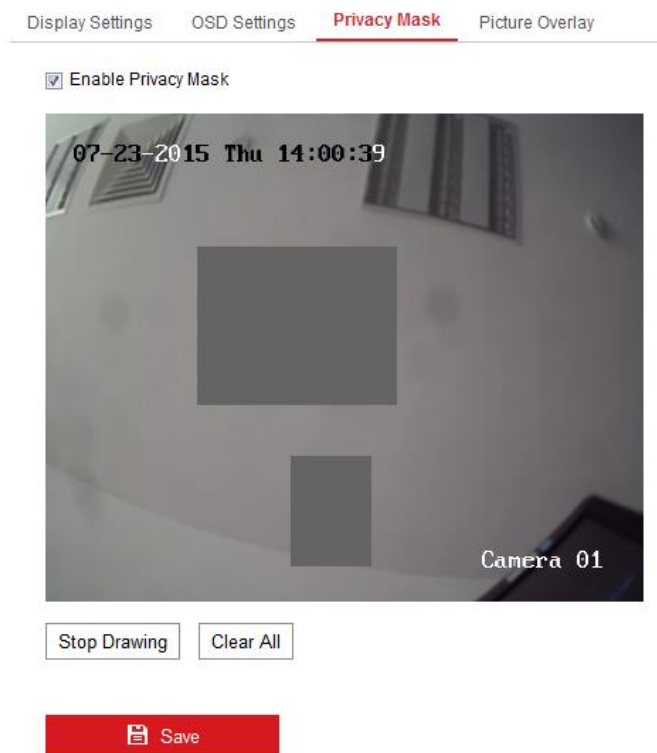 Display Settings OSD Settings Privacy Mask Picture Overlay
Enable Privacy Mask
07-23-2015 Thu 14:00:39
Camera 01
Stop Drawing Clear All
Save